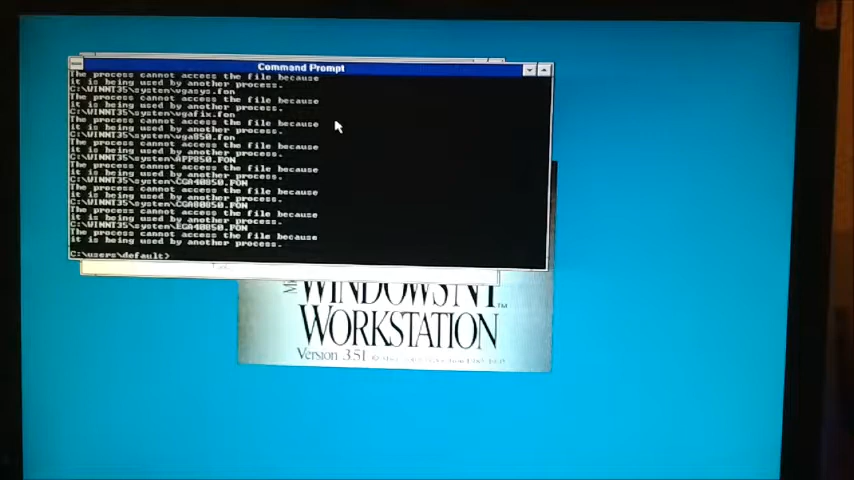 Command Prompt
The process cannot access the file because
it is being used by another process.
C:\WINNT35\system\vgasys.fon
The process cannot access the file because
it is being used by another process.
C:\WINNT35\system\vgafix.fon
The process cannot access the file because
it is being used by another process.
C:\WINNT35\system\vga850.fon
The process cannot access the file because
it is being used by another process.
C:\WINNT35\system\APP850.FON
The process cannot access the file because
it is being used by another process.
C:\WINNT35\system\CGA40850.FON
The process cannot access the file because
it is being used by another process.
C:\WINNT35\system\CGA80850.FON
The process cannot access the file because
it is being used by another process.
C:\WINNT35\system\EGA40850.FON
The process cannot access the file because
it is being used by another process.
C:\users\default>
WINDOWS NT™
WORKSTATION
Version 3.51